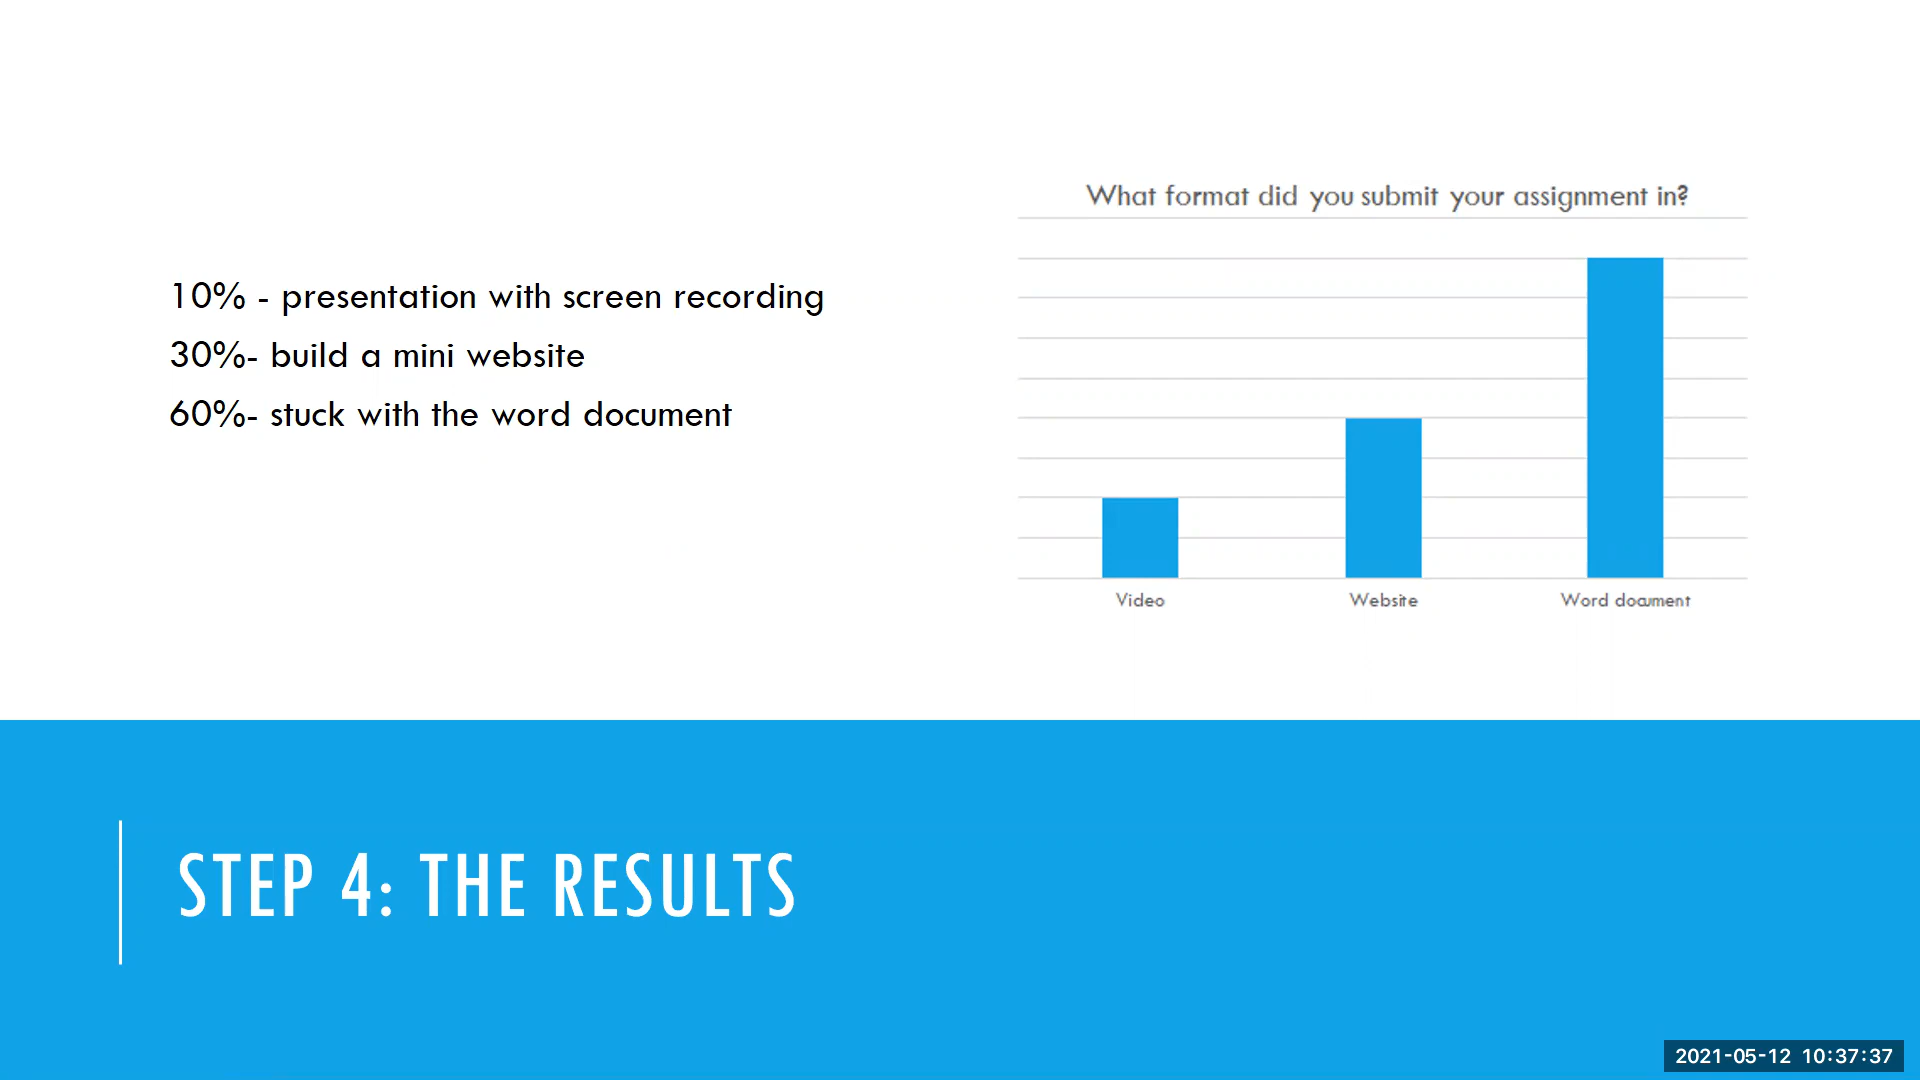 10% - presentation with screen recording
30%- build a mini website
60%- stuck with the word document
What format did you submit your assignment in?
Video
Website
Word document
STEP 4: THE RESULTS
2021-05-12 10:37:37